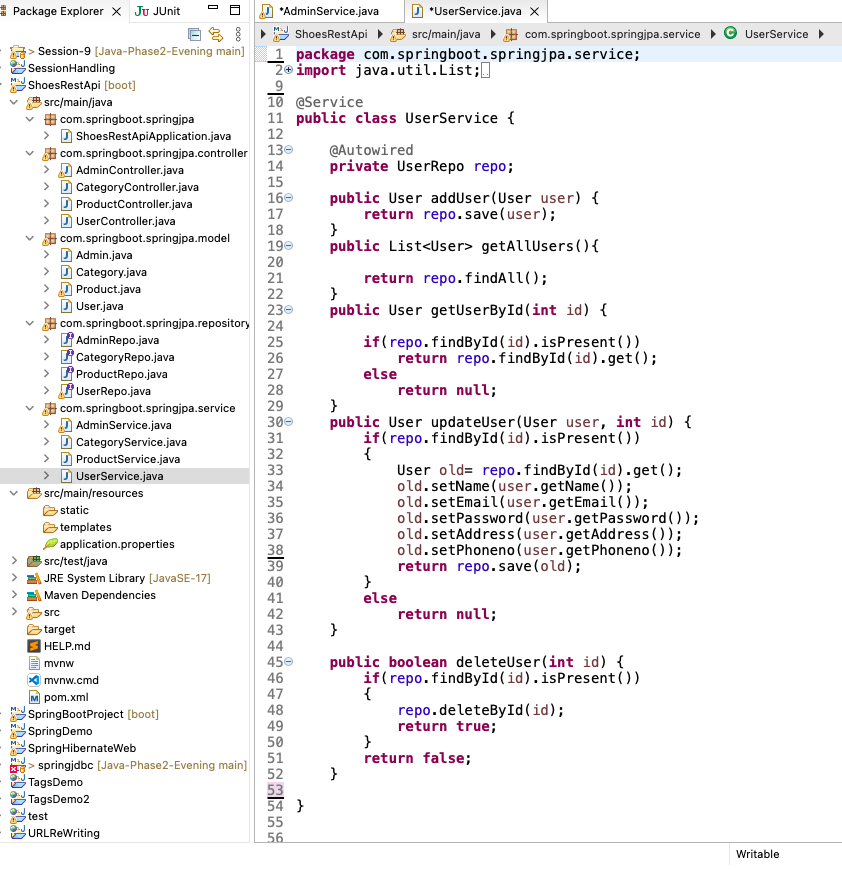 Package Explorer
JUnit
> Session-9 [Java-Phase2-Evening main]
SessionHandling
ShoesRestApi [boot]
src/main/java
com.springboot.springjpa
ShoesRestApiApplication.java
com.springboot.springjpa.controller
AdminController.java
CategoryController.java
ProductController.java
UserController.java
com.springboot.springjpa.model
Admin.java
Category.java
Product.java
User.java
com.springboot.springjpa.repository
AdminRepo.java
CategoryRepo.java
ProductRepo.java
UserRepo.java
com.springboot.springjpa.service
AdminService.java
CategoryService.java
ProductService.java
UserService.java
src/main/resources
static
templates
application.properties
src/test/java
JRE System Library [JavaSE-17]
Maven Dependencies
src
target
HELP.md
mvnw
mvnw.cmd
pom.xml
SpringBootProject [boot]
SpringDemo
SpringHibernateWeb
> springjdbc [Java-Phase2-Evening main]
TagsDemo
TagsDemo2
test
URLReWriting
*AdminService.java
*UserService.java
ShoesRestApi
src/main/java
com.springboot.springjpa.service
UserService
1 package com.springboot.springjpa.service;
2 import java.util.List;
9
10 @Service
11 public class UserService {
12
13 @Autowired
14 private UserRepo repo;
15
16 public User addUser(User user) {
17 return repo.save(user);
18 }
19 public List<User> getAllUsers(){
20
21 return repo.findAll();
22 }
23 public User getUserById(int id) {
24
25 if(repo.findById(id).isPresent())
26 return repo.findById(id).get();
27 else
28 return null;
29 }
30 public User updateUser(User user, int id) {
31 if(repo.findById(id).isPresent())
32 {
33 User old= repo.findById(id).get();
34 old.setName(user.getName());
35 old.setEmail(user.getEmail());
36 old.setPassword(user.getPassword());
37 old.setAddress(user.getAddress());
38 old.setPhoneno(user.getPhoneno());
39 return repo.save(old);
40 }
41 else
42 return null;
43 }
44
45 public boolean deleteUser(int id) {
46 if(repo.findById(id).isPresent())
47 {
48 repo.deleteById(id);
49 return true;
50 }
51 return false;
52 }
53
54 }
55
56
Writable